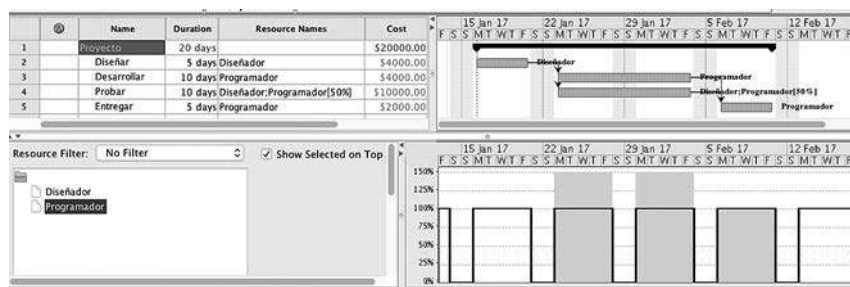 Name Duration Resource Names Cost
1 Proyecto 20 days $20000.00
2 Diseñar 5 days Diseñador $4000.00
3 Desarrollar 10 days Programador $4000.00
4 Probar 10 days Diseñador;Programador[50%] $10000.00
5 Entregar 5 days Programador $2000.00
15 Jan 17 22 Jan 17 29 Jan 17 5 Feb 17 12 Feb 17
F S S M T W T F S S M T W T F S S M T W T F S S M T W T F S S M T W T F
Diseñador
Programador
Diseñador;Programador[50%]
Programador
Resource Filter: No Filter Show Selected on Top
Diseñador
Programador
15 Jan 17 22 Jan 17 29 Jan 17 5 Feb 17 12 Feb 17
F S S M T W T F S S M T W T F S S M T W T F S S M T W T F S S M T W T F
150%
125%
100%
75%
50%
25%
0%